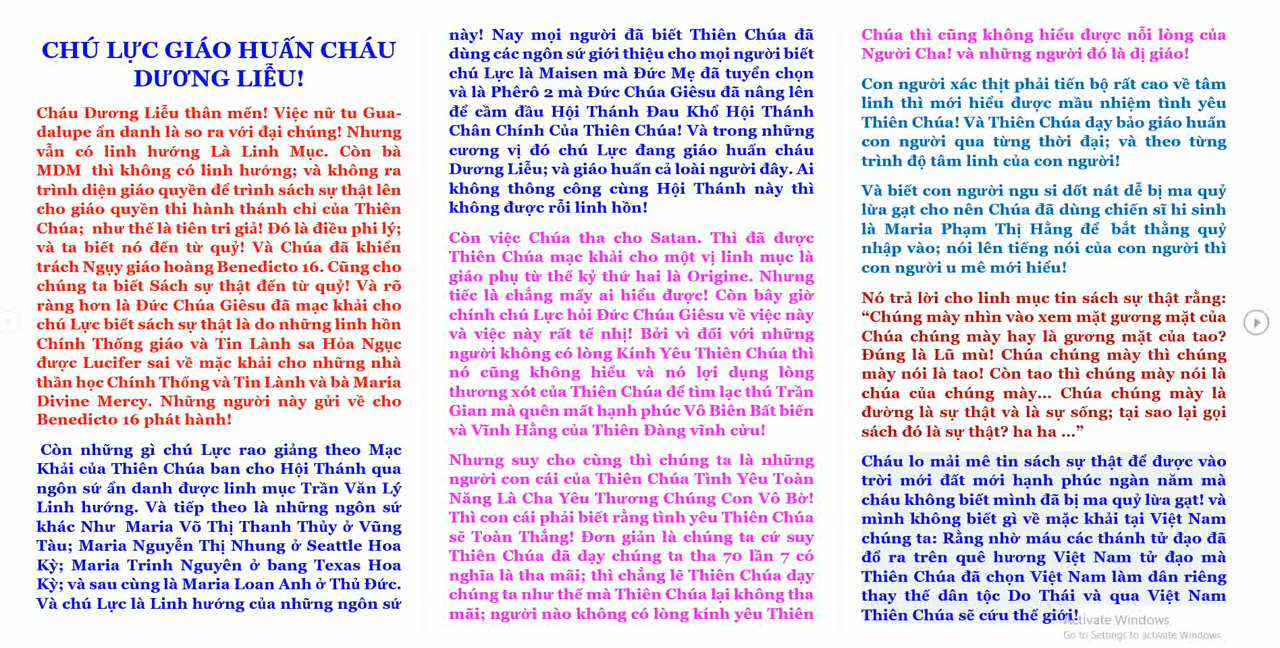 CHÚ LỰC GIÁO HUẤN CHÁU
DƯƠNG LIỄU!
Cháu Dương Liễu thân mến! Việc nữ tu Gua-
dalupe ẩn danh là so ra với đại chúng! Nhưng
vẫn có linh hướng Là Linh Mục. Còn bà
MDM thì không có linh hướng; và không ra
trình diện giáo quyền để trình sách sự thật lên
cho giáo quyền thi hành thánh chỉ của Thiên
Chúa; như thế là tiên tri giả! Đó là điều phi lý;
và ta biết nó đến từ quỷ! Và Chúa đã khiển
trách Ngụy giáo hoàng Benedicto 16. Cũng cho
chúng ta biết Sách sự thật đến từ quỷ! Và rõ
ràng hơn là Đức Chúa Giêsu đã mạc khải cho
chú Lực biết sách sự thật là do những linh hồn
Chính Thống giáo và Tin Lành sa Hỏa Ngục
được Lucifer sai về mặc khải cho những nhà
thần học Chính Thống và Tin Lành và bà Maria
Divine Mercy. Những người này gửi về cho
Benedicto 16 phát hành!
Còn những gì chú Lực rao giảng theo Mạc
Khải của Thiên Chúa ban cho Hội Thánh qua
ngôn sứ ẩn danh được linh mục Trần Văn Lý
Linh hướng. Và tiếp theo là những ngôn sứ
khác Như Maria Võ Thị Thanh Thủy ở Vũng
Tàu; Maria Nguyễn Thị Nhung ở Seattle Hoa
Kỳ; Maria Trinh Nguyên ở bang Texas Hoa
Kỳ; và sau cùng là Maria Loan Anh ở Thủ Đức.
Và chú Lực là Linh hướng của những ngôn sứ
này! Nay mọi người đã biết Thiên Chúa đã
dùng các ngôn sứ giới thiệu cho mọi người biết
chú Lực là Maisen mà Đức Mẹ đã tuyển chọn
và là Phêrô 2 mà Đức Chúa Giêsu đã nâng lên
để cầm đầu Hội Thánh Đau Khổ Hội Thánh
Chân Chính Của Thiên Chúa! Và trong những
cương vị đó chú Lực đang giáo huấn cháu
Dương Liễu; và giáo huấn cả loài người đây. Ai
không thông công cùng Hội Thánh này thì
không được rỗi linh hồn!
Còn việc Chúa tha cho Satan. Thì đã được
Thiên Chúa mạc khải cho một vị linh mục là
giáo phụ từ thế kỷ thứ hai là Origine. Nhưng
tiếc là chẳng mấy ai hiểu được! Còn bây giờ
chính chú Lực hỏi Đức Chúa Giêsu về việc này
và việc này rất tế nhị! Bởi vì đối với những
người không có lòng Kính Yêu Thiên Chúa thì
nó cũng không hiểu và nó lợi dụng lòng
thương xót của Thiên Chúa để tìm lạc thú Trần
Gian mà quên mất hạnh phúc Vô Biên Bất biến
và Vĩnh Hằng của Thiên Đàng vĩnh cửu!
Nhưng suy cho cùng thì chúng ta là những
người con cái của Thiên Chúa Tình Yêu Toàn
Năng Là Cha Yêu Thương Chúng Con Vô Bờ!
Thì con cái phải biết rằng tình yêu Thiên Chúa
sẽ Toàn Thắng! Đơn giản là chúng ta cứ suy
Thiên Chúa đã dạy chúng ta tha 70 lần 7 có
nghĩa là tha mãi; thì chẳng lẽ Thiên Chúa dạy
chúng ta như thế mà Thiên Chúa lại không tha
mãi; người nào không có lòng kính yêu Thiên
Chúa thì cũng không hiểu được nỗi lòng của
Người Cha! và những người đó là dị giáo!
Con người xác thịt phải tiến bộ rất cao về tâm
linh thì mới hiểu được mầu nhiệm tình yêu
Thiên Chúa! Và Thiên Chúa dạy bảo giáo huấn
con người qua từng thời đại; và theo từng
trình độ tâm linh của con người!
Và biết con người ngu si dốt nát dễ bị ma quỷ
lừa gạt cho nên Chúa đã dùng chiến sĩ hi sinh
là Maria Phạm Thị Hằng để bắt thằng quỷ
nhập vào; nói lên tiếng nói của con người thì
con người u mê mới hiểu!
Nó trả lời cho linh mục tin sách sự thật rằng:
“Chúng mày nhìn vào xem mặt gương mặt của
Chúa chúng mày hay là gương mặt của tao?
Đúng là Lũ mù! Chúa chúng mày thì chúng
mày nói là tao! Còn tao thì chúng mày nói là
chúa của chúng mày... Chúa chúng mày là
đường là sự thật và là sự sống; tại sao lại gọi
sách đó là sự thật? ha ha ...”
Cháu lo mải mê tin sách sự thật để được vào
trời mới đất mới hạnh phúc ngàn năm mà
cháu không biết mình đã bị ma quỷ lừa gạt! và
mình không biết gì về mặc khải tại Việt Nam
chúng ta: Rằng nhờ máu các thánh tử đạo đã
đổ ra trên quê hương Việt Nam tử đạo mà
Thiên Chúa đã chọn Việt Nam làm dân riêng
thay thế dân tộc Do Thái và qua Việt Nam
Thiên Chúa sẽ cứu thế giới!
Activate Windows
Go to Settings to activate Windows.